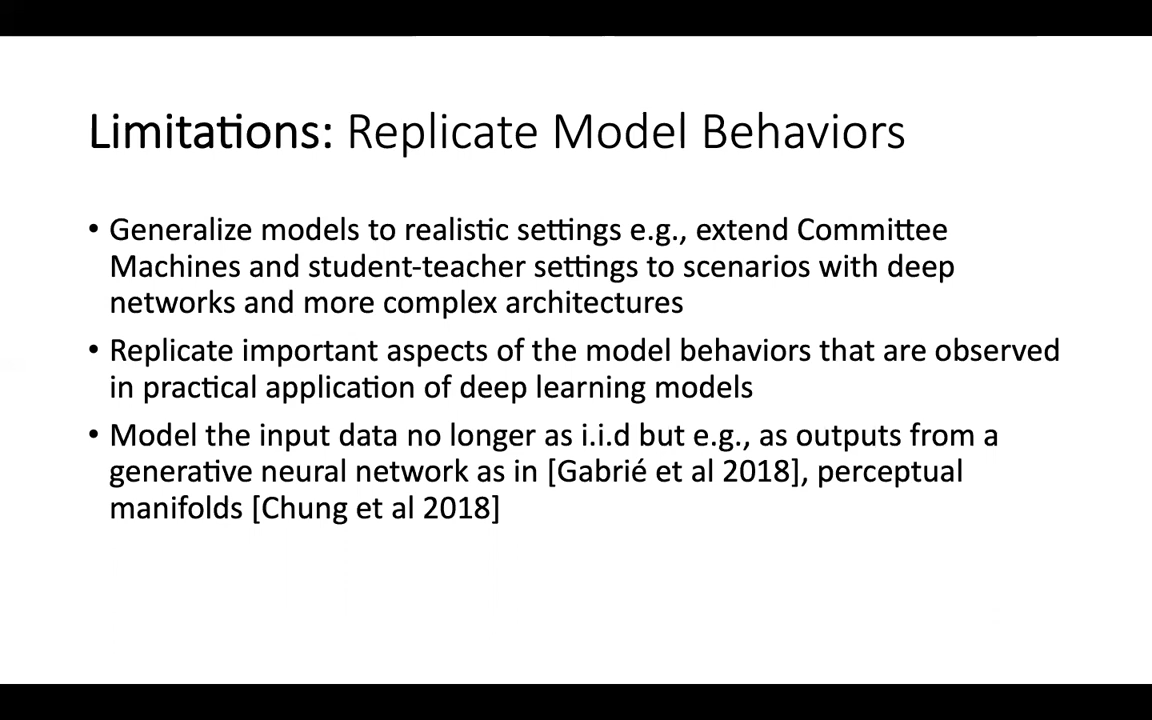 Limitations: Replicate Model Behaviors
• Generalize models to realistic settings e.g., extend Committee
Machines and student-teacher settings to scenarios with deep
networks and more complex architectures
• Replicate important aspects of the model behaviors that are observed
in practical application of deep learning models
• Model the input data no longer as i.i.d but e.g., as outputs from a
generative neural network as in [Gabrié et al 2018], perceptual
manifolds [Chung et al 2018]